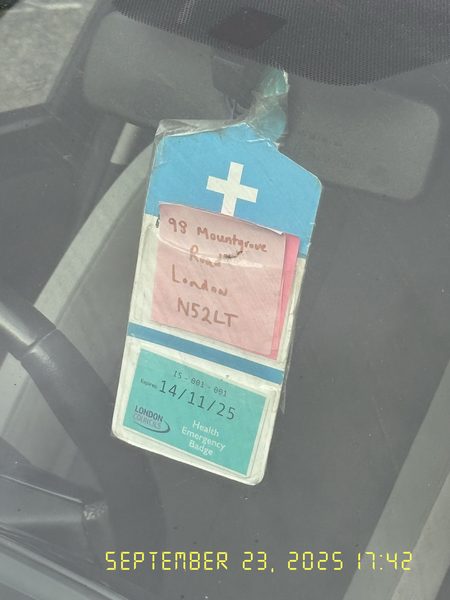 98 Mountgrove
Road
London
N52LT
IS-001-001
Expires: 14/11/25
LONDON
COUNCILS
Health
Emergency
Badge
SEPTEMBER 23, 2025 17:42